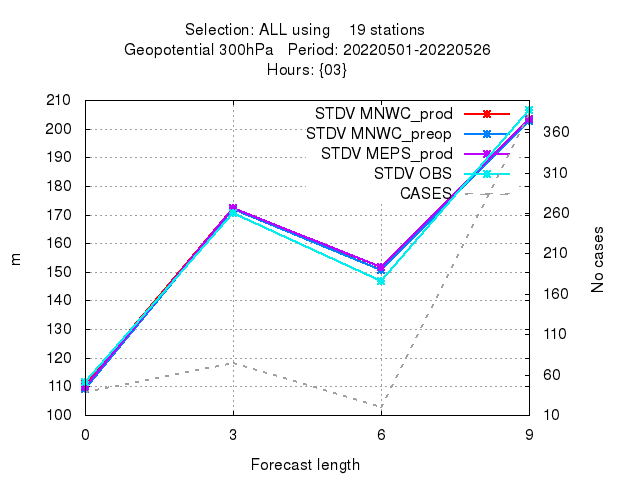 Selection: ALL using 19 stations
Geopotential 300hPa Period: 20220501-20220526
Hours: {03}
STDV MNWC_prod
STDV MNWC_preop
STDV MEPS_prod
STDV OBS
CASES
210
200
190
180
170
160
150
140
130
120
110
100
m
360
310
260
210
160
110
60
10
No cases
0 3 6 9
Forecast length